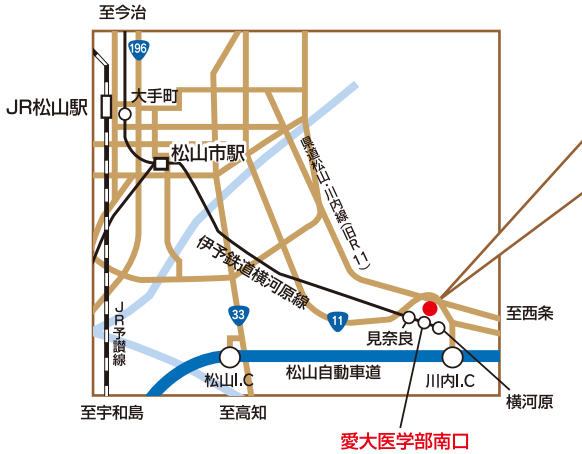 至今治
196
大手町
JR松山駅
松山市駅
県道松山・川内線(旧R11)
伊予鉄道横河原線
JR予讃線
33
11
見奈良
至西条
松山I.C
松山自動車道
川内I.C
横河原
至宇和島
至高知
愛大医学部南口